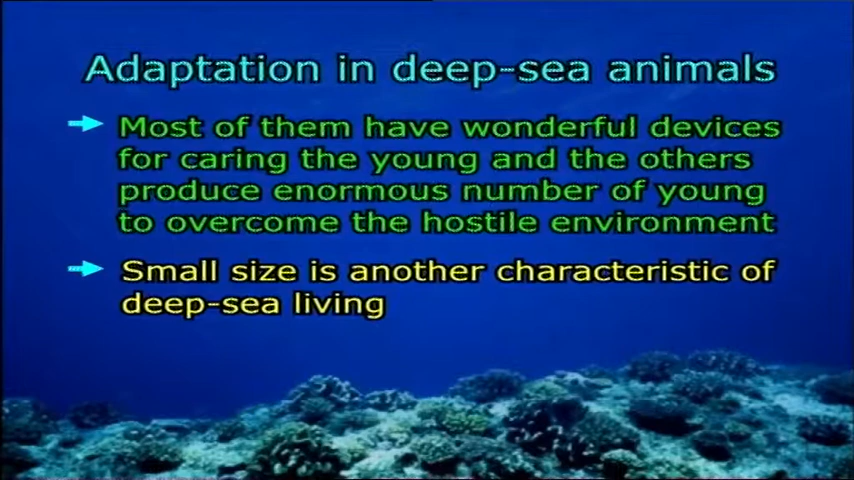 Adaptation in deep-sea animals
Most of them have wonderful devices
for caring the young and the others
produce enormous number of young
to overcome the hostile environment
Small size is another characteristic of
deep-sea living